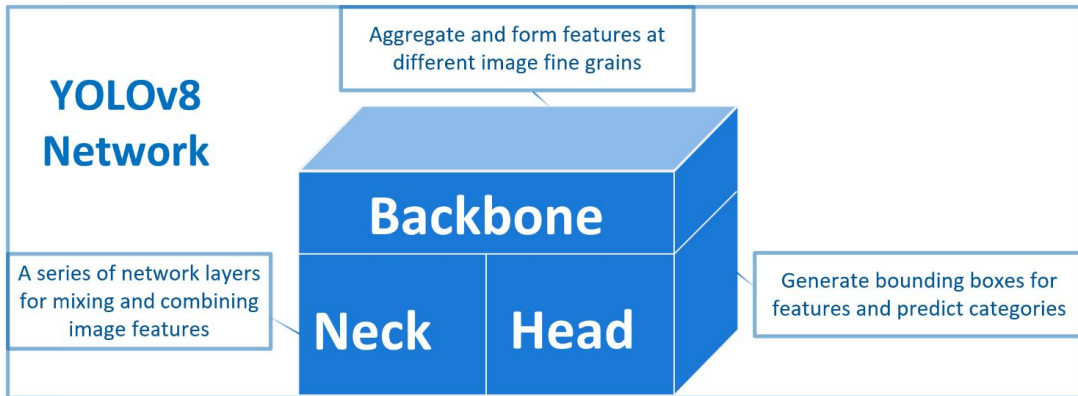 Aggregate and form features at
different image fine grains
YOLOv8
Network
Backbone
A series of network layers
for mixing and combining
image features
Generate bounding boxes for
features and predict categories
Neck
Head